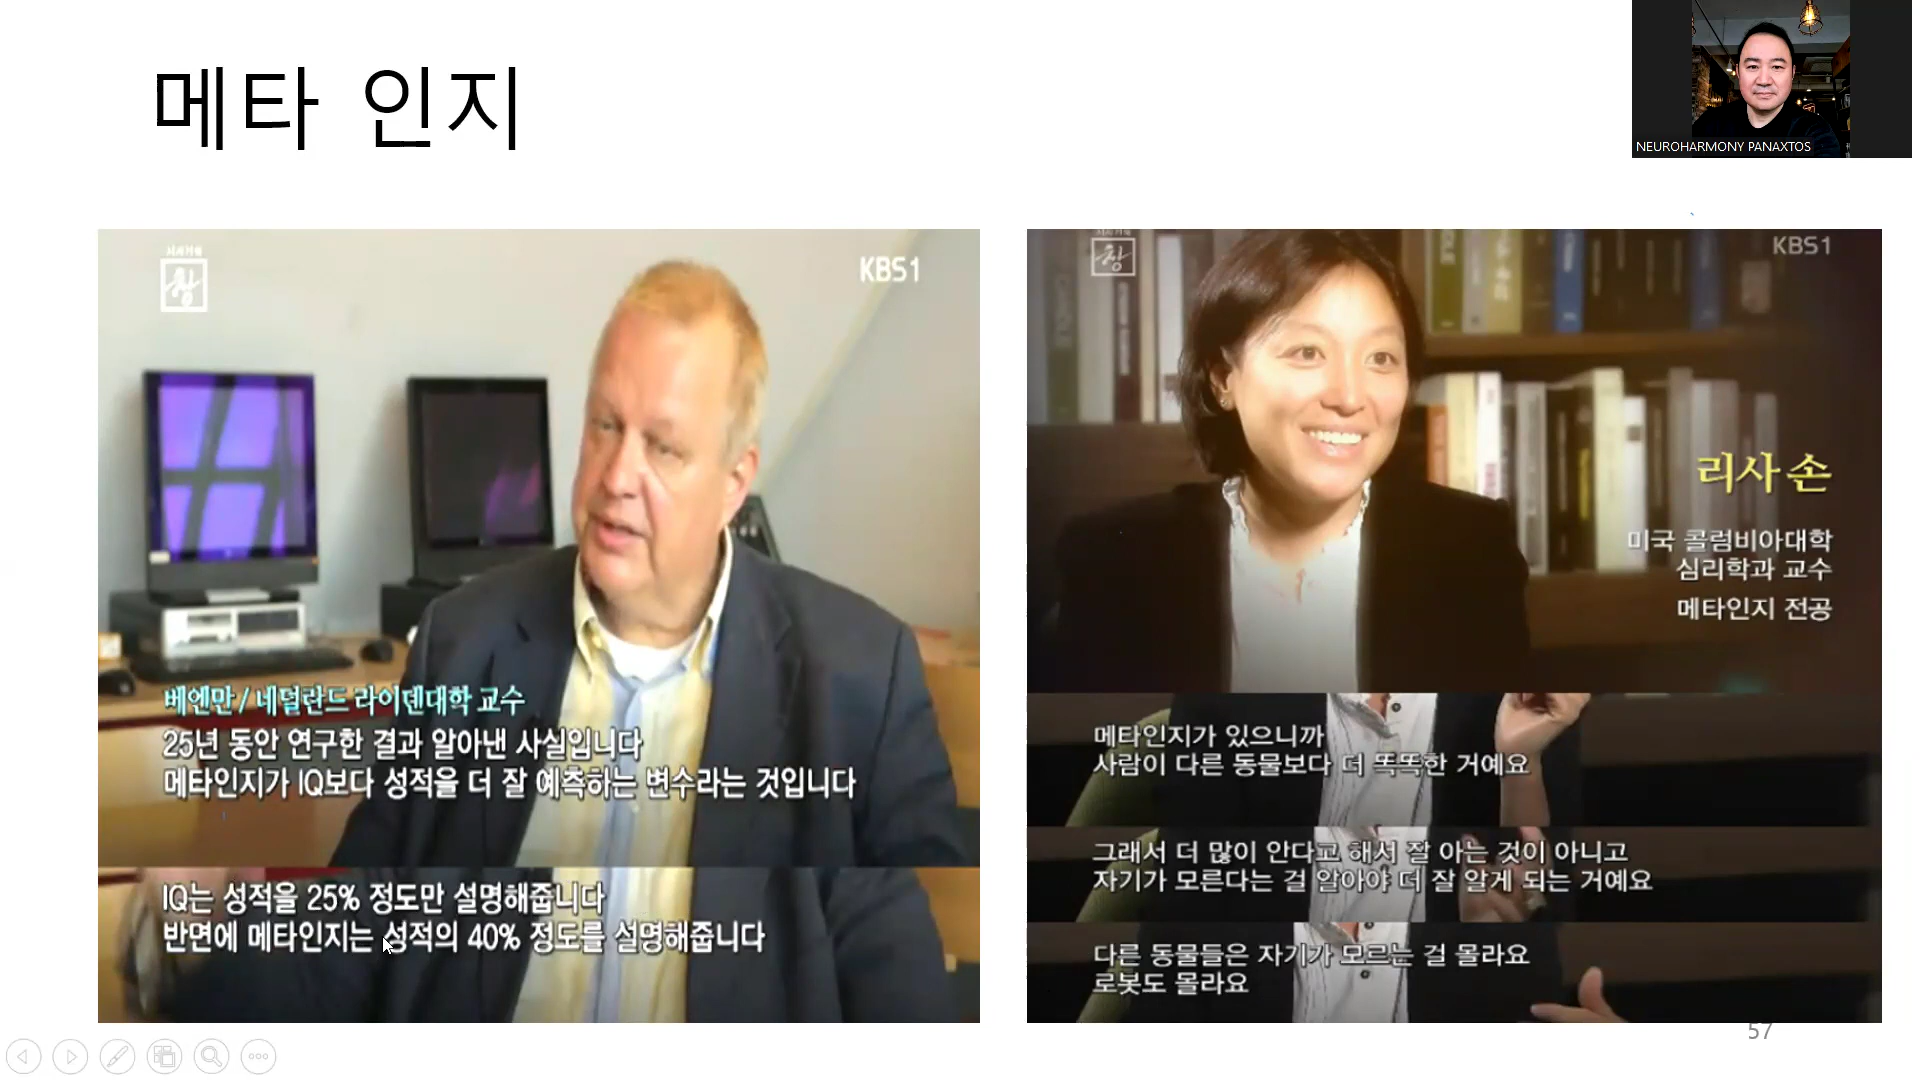 메타 인지
NEUROHARMONY PANAXTOS
시사기획
창
KBS1
베엔만 / 네덜란드 라이덴대학 교수
25년 동안 연구한 결과 알아낸 사실입니다
메타인지가 IQ보다 성적을 더 잘 예측하는 변수라는 것입니다
IQ는 성적을 25% 정도만 설명해줍니다
반면에 메타인지는 성적의 40% 정도를 설명해줍니다
시사기획
창
KBS1
리사 손
미국 콜럼비아대학
심리학과 교수
메타인지 전공
메타인지가 있으니까
사람이 다른 동물보다 더 똑똑한 거예요
그래서 더 많이 안다고 해서 잘 아는 것이 아니고
자기가 모른다는 걸 알아야 더 잘 알게 되는 거예요
다른 동물들은 자기가 모르는 걸 몰라요
로봇도 몰라요
57